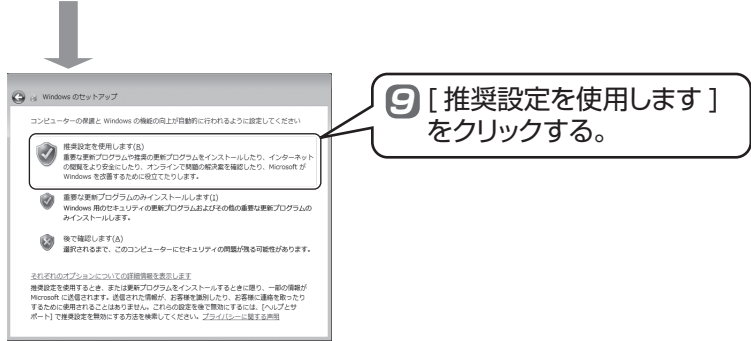 Windows のセットアップ
コンピューターの保護と Windows の機能の向上が自動的に行われるように設定してください
推奨設定を使用します(R)
重要な更新プログラムや推奨の更新プログラムをインストールしたり、インターネット
の閲覧をより安全にしたり、オンラインで問題の解決策を確認したり、Microsoft が
Windows を改善するために役立てたりします。
重要な更新プログラムのみインストールします(I)
Windows 用のセキュリティの更新プログラムおよびその他の重要な更新プログラムの
みインストールします。
後で確認します(A)
選択されるまで、このコンピューターにセキュリティの問題が残る可能性があります。
それぞれのオプションについての詳細情報を表示します
推奨設定を使用するとき、または更新プログラムをインストールするときに限り、一部の情報が
Microsoft に送信されます。送信された情報が、お客様を識別したり、お客様に連絡を取ったり
するために使用されることはありません。これらの設定を後で無効にするには、[ヘルプとサ
ポート] で推奨設定を無効にする方法を検索してください。プライバシーに関する声明
9 [ 推奨設定を使用します ]
をクリックする。